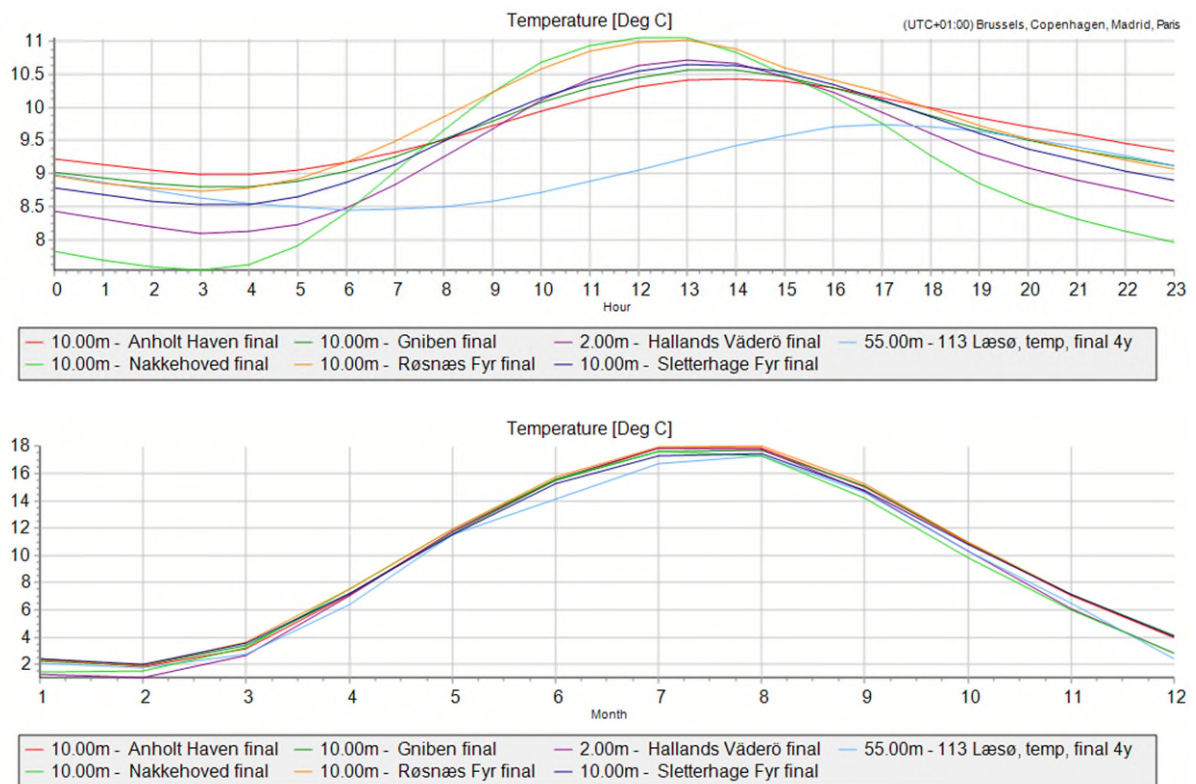 Temperature [Deg C]
(UTC+01:00) Brussels, Copenhagen, Madrid, Paris
11
10.5
10
9.5
9
8.5
8
0 1 2 3 4 5 6 7 8 9 10 11 12 13 14 15 16 17 18 19 20 21 22 23
Hour
10.00m - Anholt Haven final 10.00m - Gniben final 2.00m - Hallands Väderö final 55.00m - 113 Læsø, temp, final 4y
10.00m - Nakkehoved final 10.00m - Røsnæs Fyr final 10.00m - Sletterhage Fyr final
Temperature [Deg C]
18
16
14
12
10
8
6
4
2
1 2 3 4 5 6 7 8 9 10 11 12
Month
10.00m - Anholt Haven final 10.00m - Gniben final 2.00m - Hallands Väderö final 55.00m - 113 Læsø, temp, final 4y
10.00m - Nakkehoved final 10.00m - Røsnæs Fyr final 10.00m - Sletterhage Fyr final